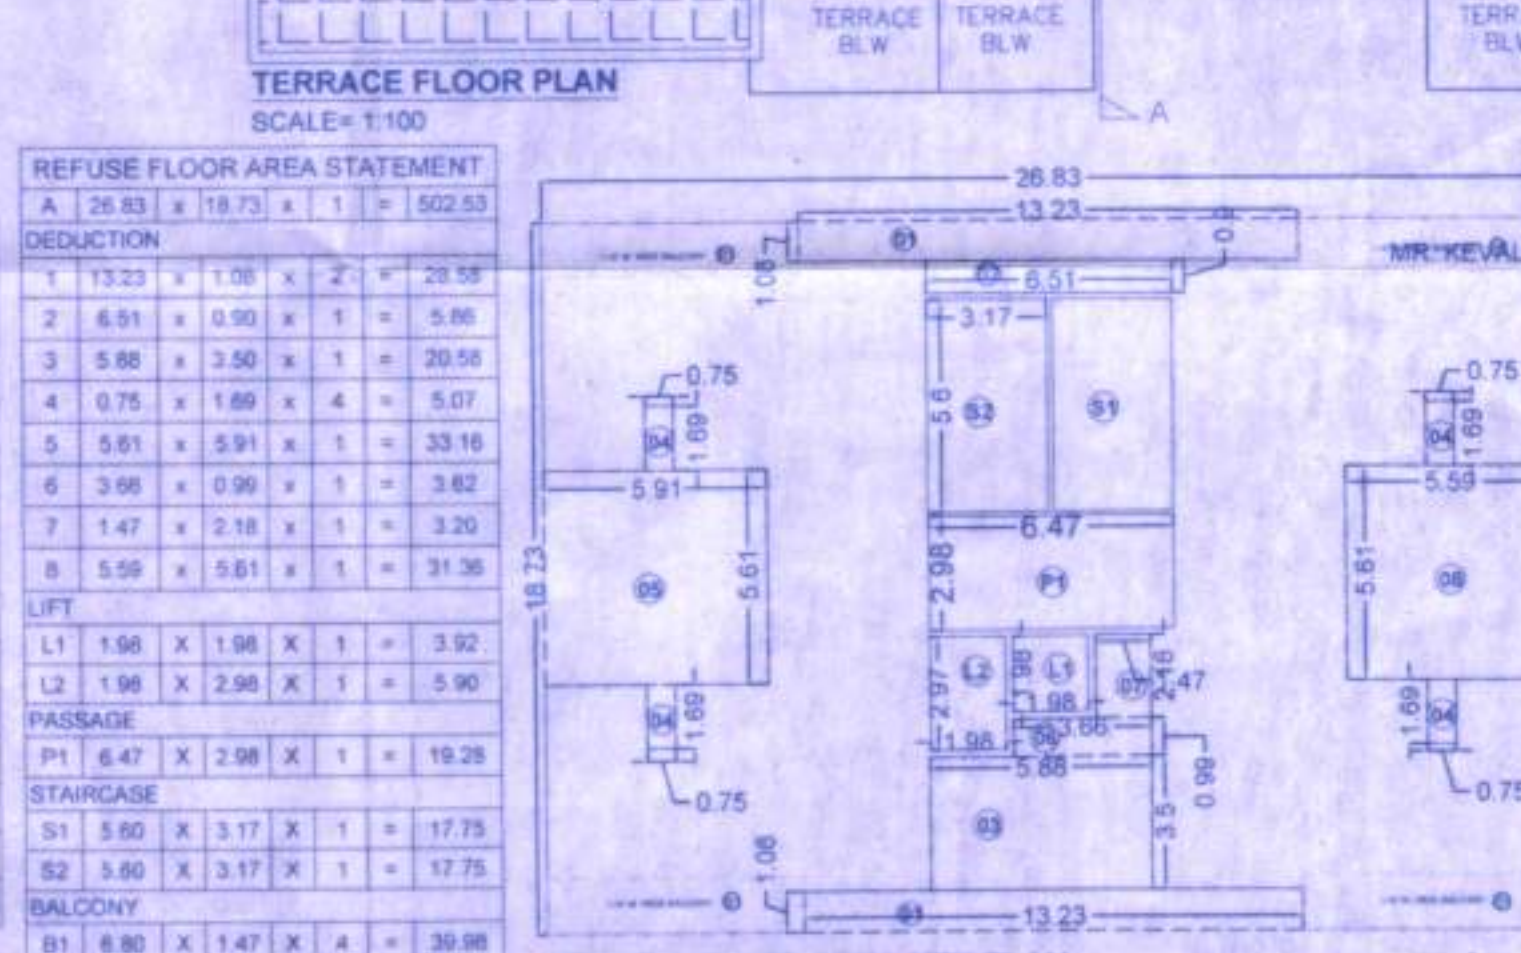 TERRACE BLW
TERRACE BLW
TERRACE FLOOR PLAN
SCALE= 1:100
A
REFUSE FLOOR AREA STATEMENT
A 26.83 x 18.73 x 1 = 502.53
DEDUCTION
1 13.23 x 1.08 x 2 = 28.58
2 6.51 x 0.90 x 1 = 5.86
3 5.88 x 3.50 x 1 = 20.58
4 0.75 x 1.69 x 4 = 5.07
5 5.61 x 5.91 x 1 = 33.16
6 3.66 x 0.99 x 1 = 3.62
7 1.47 x 2.18 x 1 = 3.20
8 5.59 x 5.61 x 1 = 31.36
LIFT
L1 1.98 X 1.98 X 1 = 3.92
L2 1.98 X 2.98 X 1 = 5.90
PASSAGE
P1 6.47 X 2.98 X 1 = 19.28
STAIRCASE
S1 5.60 X 3.17 X 1 = 17.75
S2 5.60 X 3.17 X 1 = 17.75
BALCONY
B1 6.80 X 1.47 X 4 = 39.98
26.83
13.23
01
1.08
MR. KEVAL
6.51
3.17
0.75
0.75
5.6
S2
S1
04
1.69
04
1.69
5.91
5.59
6.47
18.73
05
5.61
2.98
P1
5.61
08
L2
1.98
L1
07
2.18
1.47
2.97
1.98
04
1.69
1.69
04
1.98
3.66
5.88
0.99
0.75
0.75
03
3.5
1.08
13.23